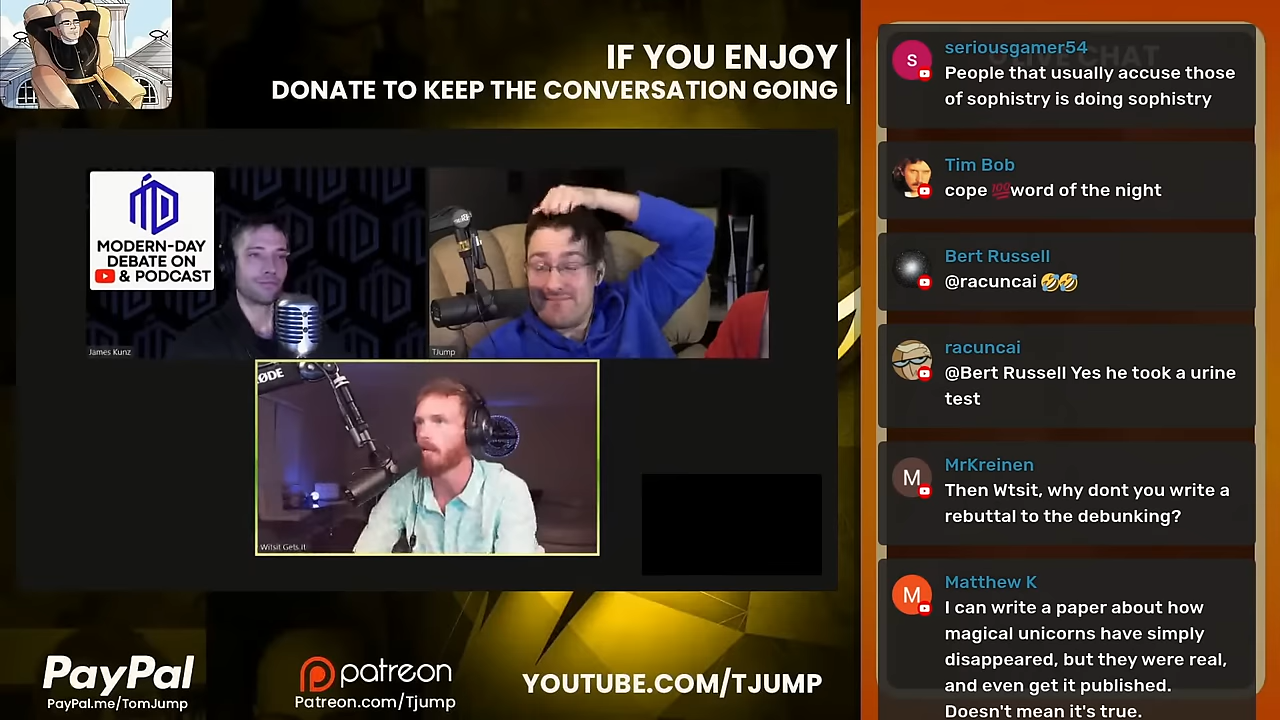 IF YOU ENJOY
DONATE TO KEEP THE CONVERSATION GOING
MODERN-DAY
DEBATE ON
& PODCAST
James Kunz
TJump
RØDE
Witsit Gets It
PayPal
PayPal.me/TomJump
patreon
Patreon.com/Tjump
YOUTUBE.COM/TJUMP
LIVE CHAT
S
seriousgamer54
People that usually accuse those
of sophistry is doing sophistry
Tim Bob
cope 💯word of the night
Bert Russell
@racuncai 🤣🤣
racuncai
@Bert Russell Yes he took a urine
test
M
MrKreinen
Then Wtsit, why dont you write a
rebuttal to the debunking?
M
Matthew K
I can write a paper about how
magical unicorns have simply
disappeared, but they were real,
and even get it published.
Doesn't mean it's true.